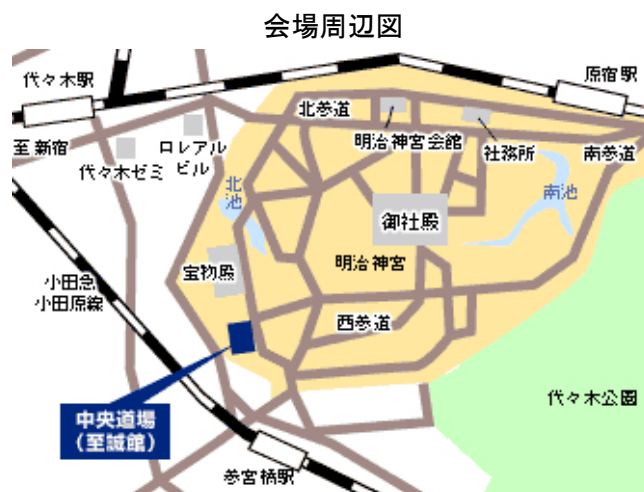 会場周辺図
代々木駅
原宿駅
北参道
至新宿
ロレアル
ビル
明治神宮会館
社務所
南参道
代々木ゼミ
北
池
南池
御社殿
宝物殿
明治神宮
小田急
小田原線
西参道
代々木公園
中央道場
(至誠館)
参宮橋駅